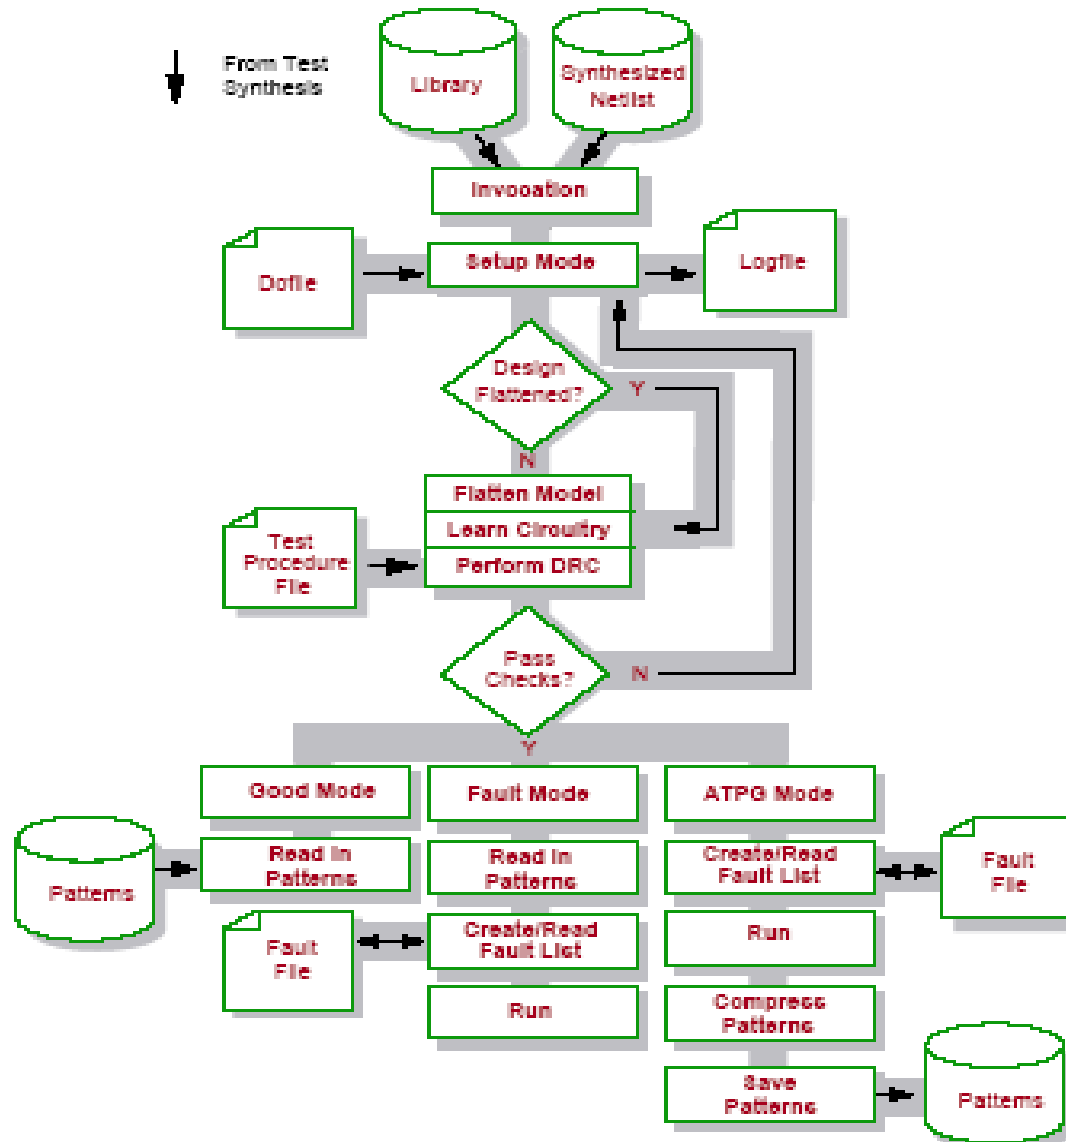 From Test
Synthesis
Library
Synthesized
Netlist
Invocation
Dofile
Setup Mode
Logfile
Design
Flattened?
Y
N
Flatten Model
Learn Circuitry
Perform DRC
Test
Procedure
File
Pass
Checks?
N
Y
Good Mode
Fault Mode
ATPG Mode
Patterns
Read in
Patterns
Read in
Patterns
Create/Read
Fault List
Fault
File
Fault
File
Create/Read
Fault List
Run
Run
Compress
Patterns
Save
Patterns
Patterns